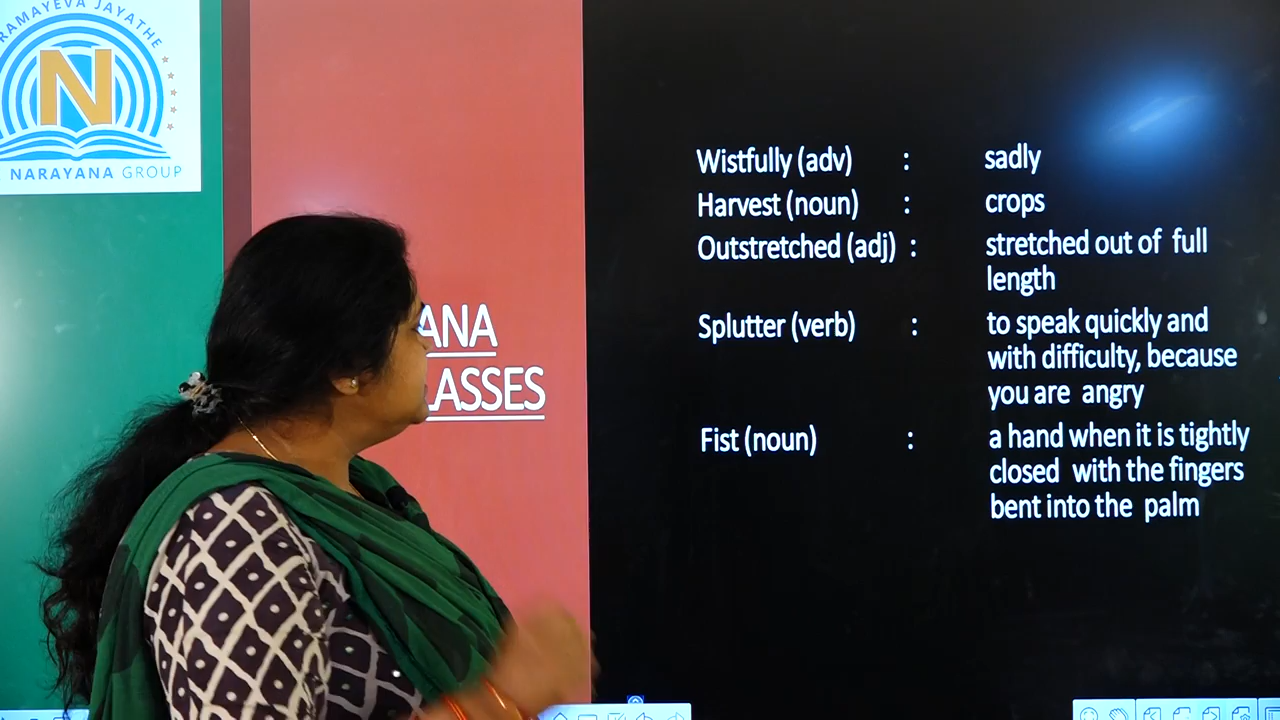 RAMAYEVA JAYATHE
N
NARAYANA GROUP
ANA
LASSES
Wistfully (adv) : sadly
Harvest (noun) : crops
Outstretched (adj) : stretched out of full
length
Splutter (verb) : to speak quickly and
with difficulty, because
you are angry
Fist (noun) : a hand when it is tightly
closed with the fingers
bent into the palm